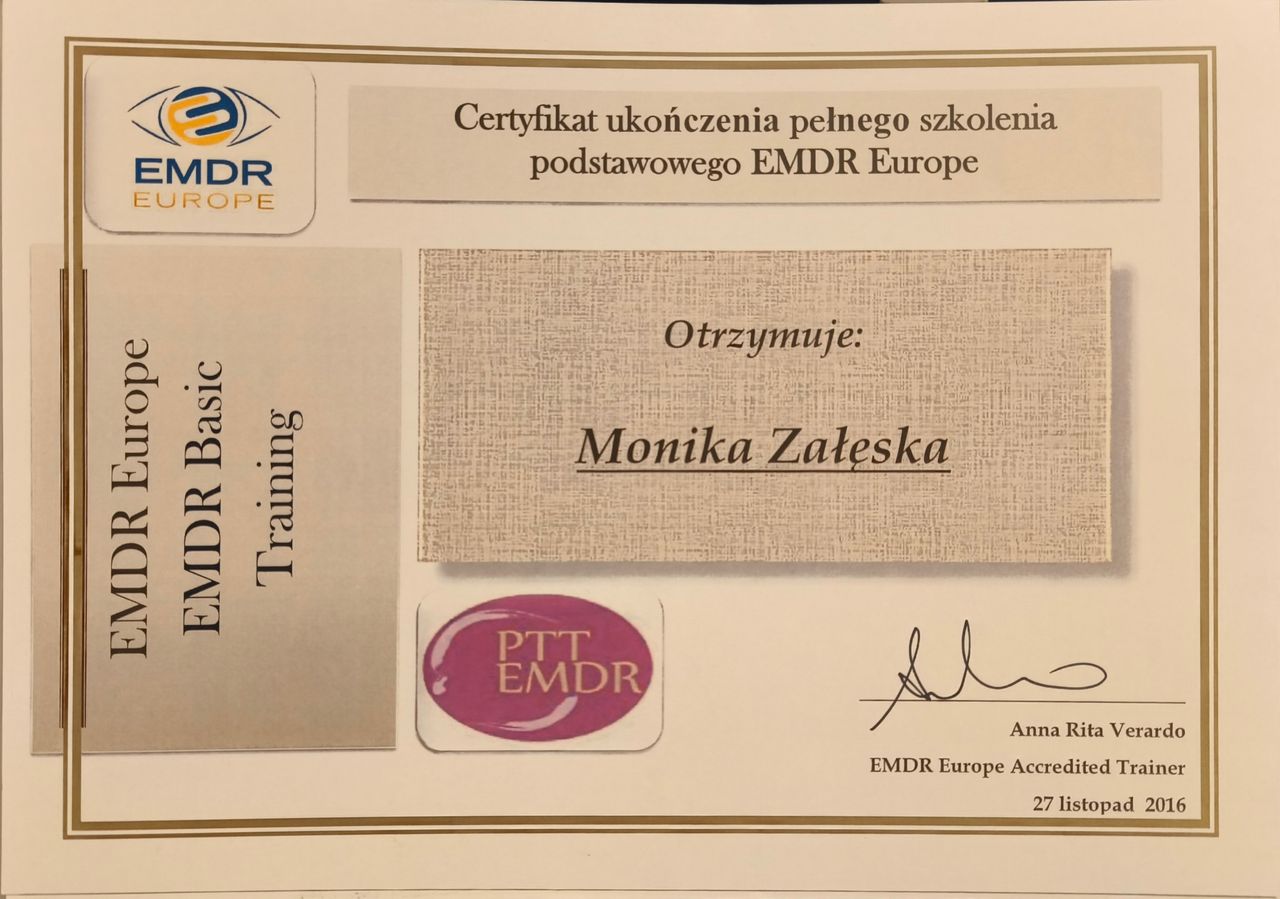 EMDR
EUROPE
Certyfikat ukończenia pełnego szkolenia
podstawowego EMDR Europe
EMDR Europe
EMDR Basic
Training
Otrzymuje:
Monika Załęska
PTT
EMDR
Anna Rita Verardo
EMDR Europe Accredited Trainer
27 listopad 2016